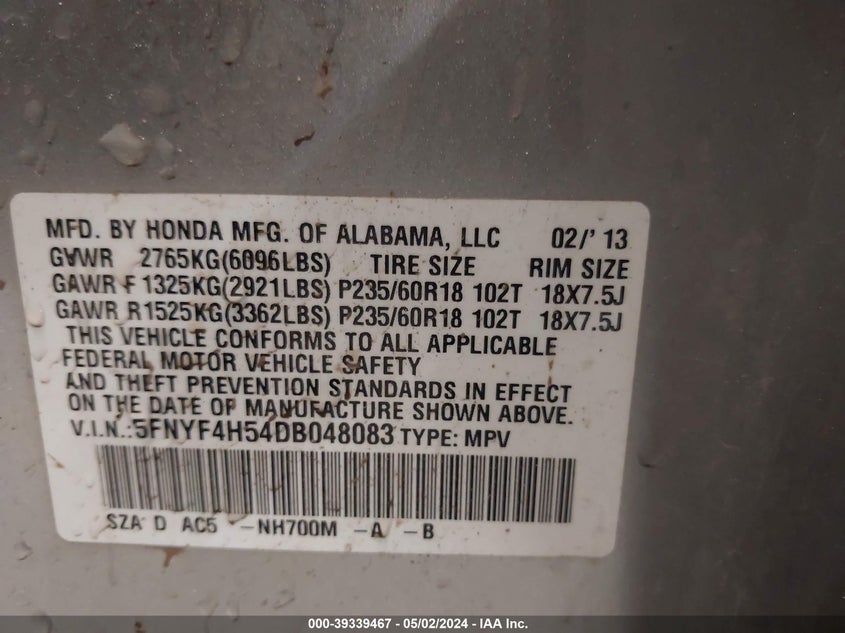 MFD. BY HONDA MFG. OF ALABAMA, LLC 02/' 13
GVWR 2765KG(6096LBS) TIRE SIZE RIM SIZE
GAWR F 1325KG(2921LBS) P235/60R18 102T 18X7.5J
GAWR R1525KG(3362LBS) P235/60R18 102T 18X7.5J
THIS VEHICLE CONFORMS TO ALL APPLICABLE
FEDERAL MOTOR VEHICLE SAFETY
AND THEFT PREVENTION STANDARDS IN EFFECT
ON THE DATE OF MANUFACTURE SHOWN ABOVE.
V.I.N.:5FNYF4H54DB048083 TYPE: MPV
SZA D AC5 -NH700M -A -B
000-39339467 - 05/02/2024 - IAA Inc.